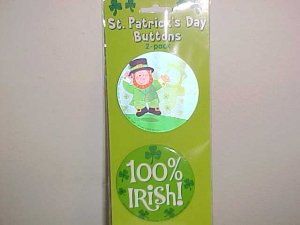 St. Patrick's Day
Buttons
2-pack
100%
IRiSH!